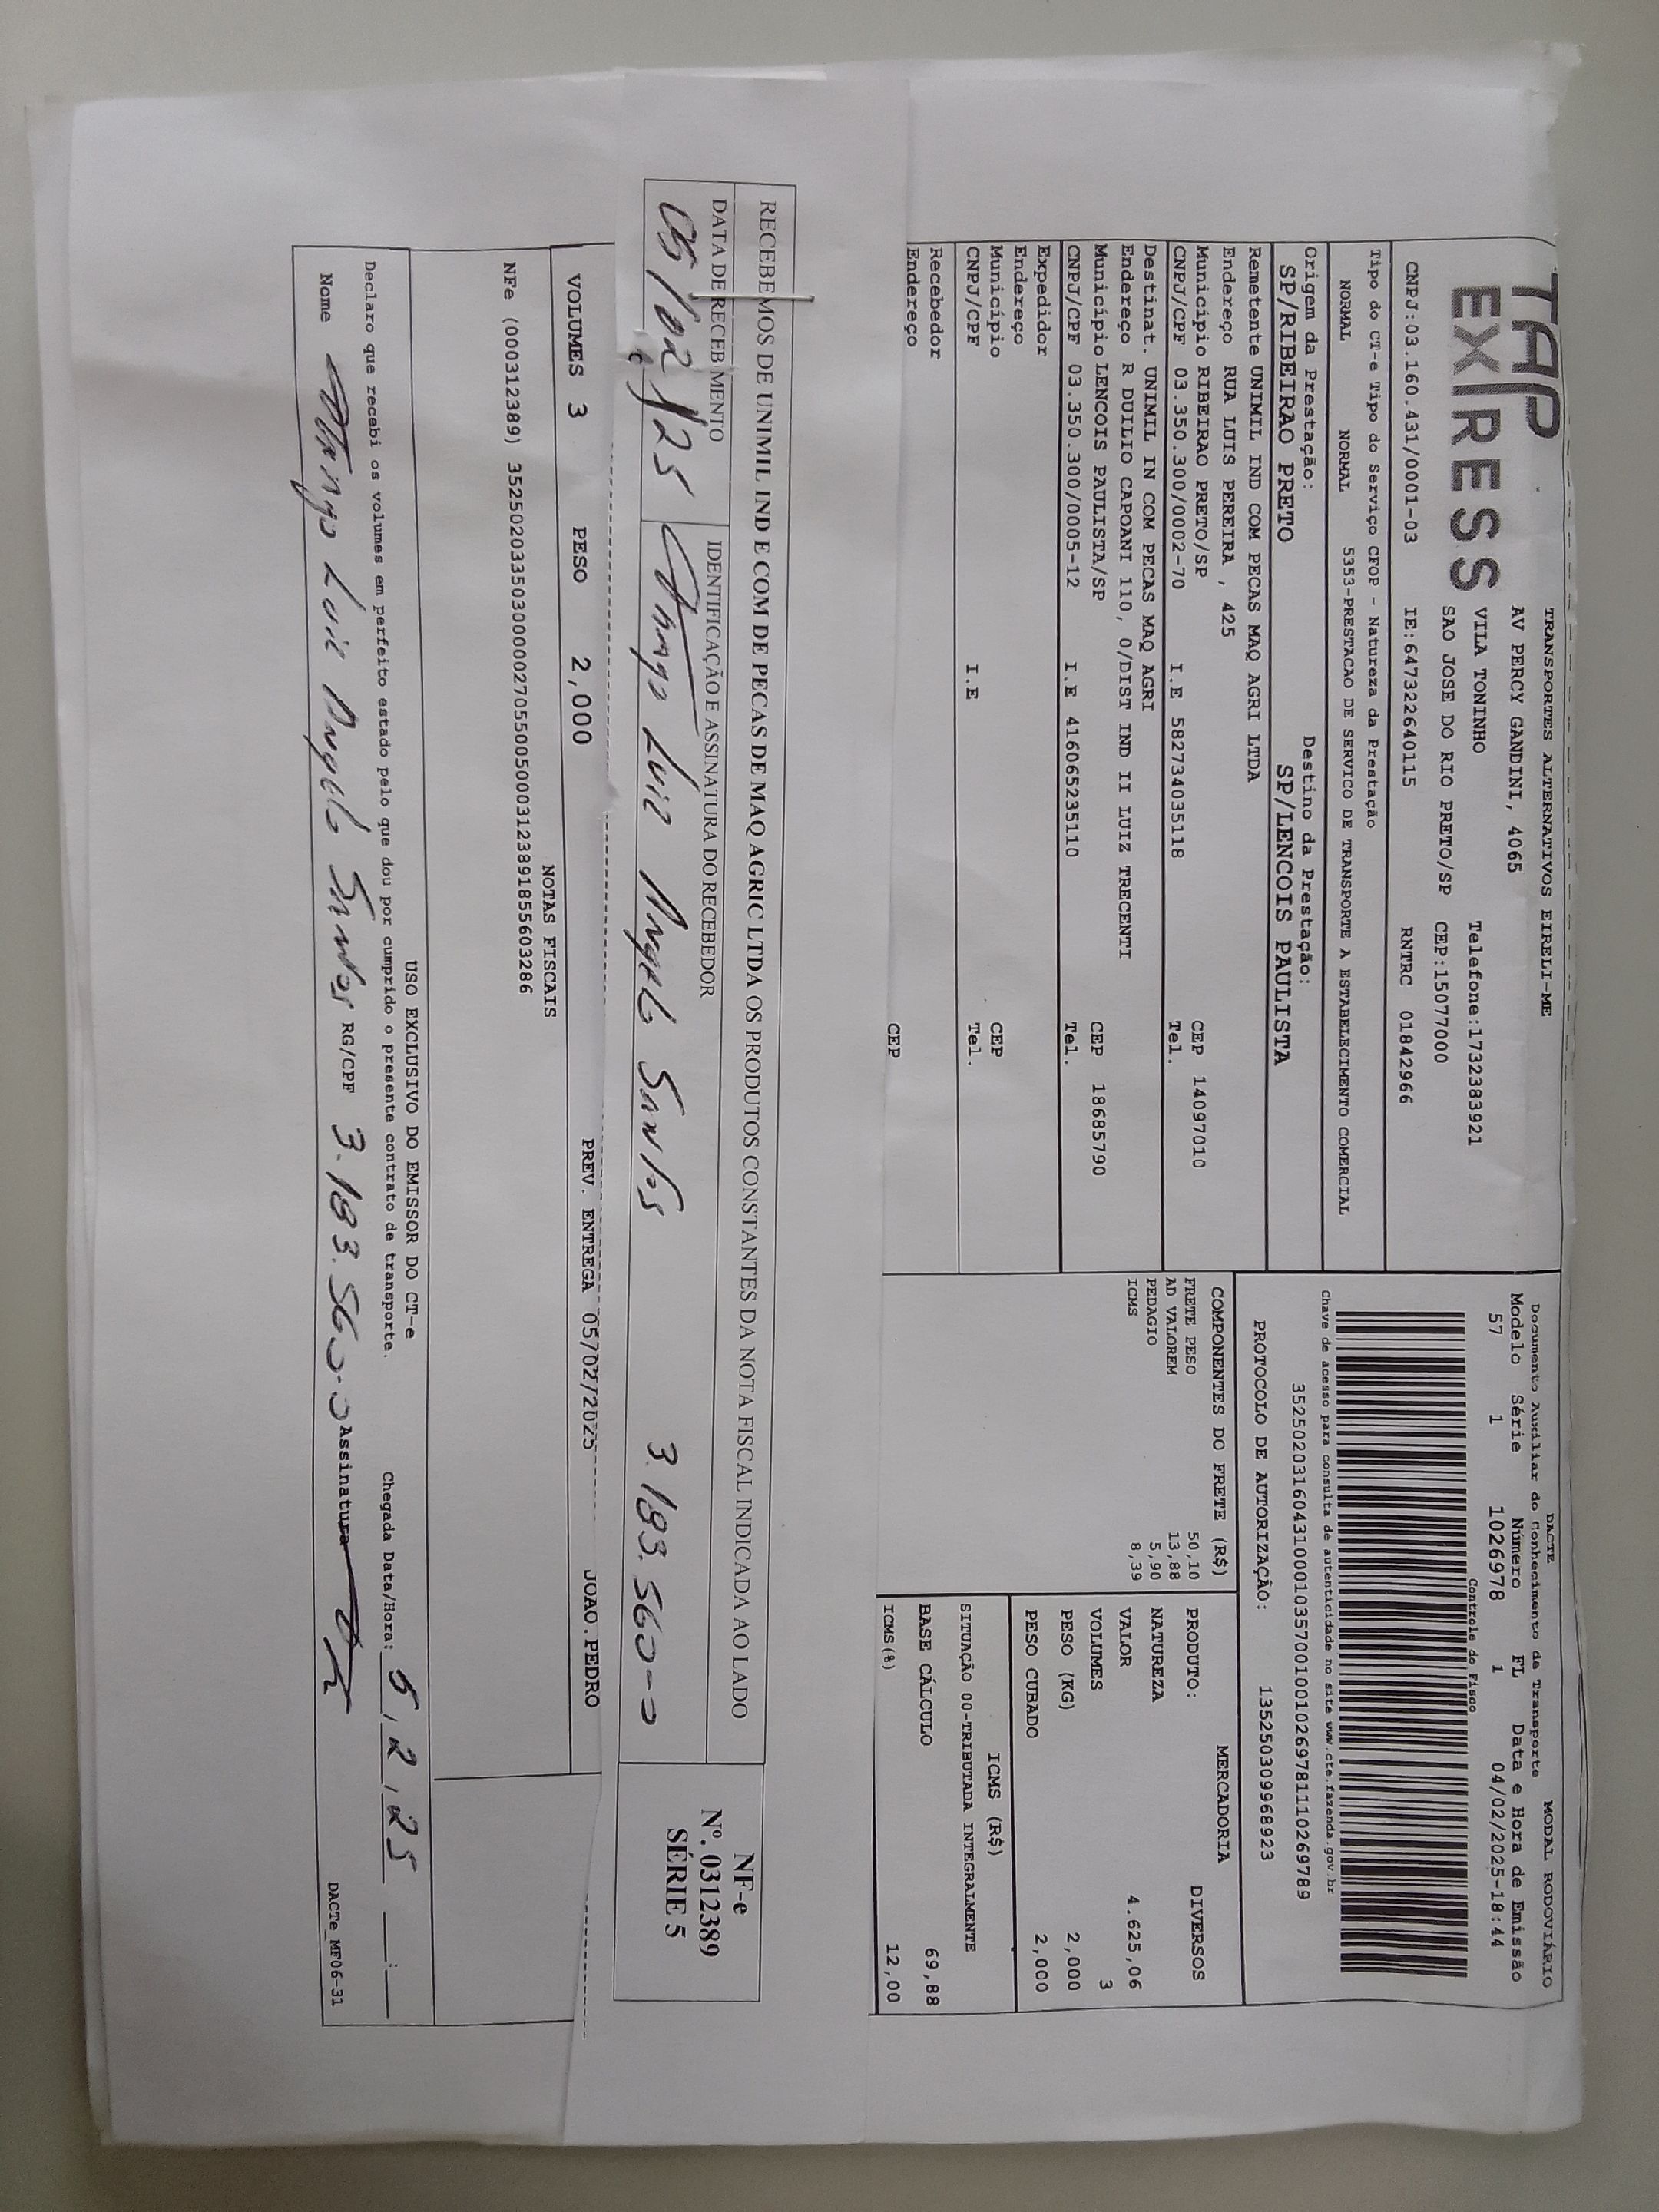 TAP
EXPRESS
TRANSPORTES ALTERNATIVOS EIRELI-ME
AV PERCY GANDINI, 4065
VILA TONINHO Telefone:1732383921
SAO JOSE DO RIO PRETO/SP CEP:15077000
CNPJ:03.160.431/0001-03 IE:647322640115 RNTRC 01842966
DACTE MODAL RODOVIÁRIO
Documento Auxiliar do Conhecimento de Transporte
Modelo Série Número FL Data e Hora de Emissão
57 1 1026978 1 04/02/2025-18:44
Controle do Fisco
Chave de acesso para consulta de autenticidade no site www.cte.fazenda.gov.br
35250203160431000103570010010269781110269789
PROTOCOLO DE AUTORIZAÇÃO: 135250309968923
Tipo do CT-e Tipo do Serviço CFOP - Natureza da Prestação
NORMAL NORMAL 5353-PRESTACAO DE SERVICO DE TRANSPORTE A ESTABELECIMENTO COMERCIAL
Origem da Prestação: Destino da Prestação:
SP/RIBEIRAO PRETO SP/LENCOIS PAULISTA
Remetente UNIMIL IND COM PECAS MAQ AGRI LTDA
Endereço RUA LUIS PEREIRA , 425
Município RIBEIRAO PRETO/SP CEP 14097010
CNPJ/CPF 03.350.300/0002-70 I.E 582734035118 Tel.
Destinat. UNIMIL IN COM PECAS MAQ AGRI
Endereço R DUILIO CAPOANI 110, 0/DIST IND II LUIZ TRECENTI
Município LENCOIS PAULISTA/SP CEP 18685790
CNPJ/CPF 03.350.300/0005-12 I.E 416065235110 Tel.
Expedidor
Endereço
Município CEP
CNPJ/CPF I.E Tel.
Recebedor
Endereço CEP
COMPONENTES DO FRETE (R$)
FRETE PESO 50,10
AD VALOREM 13,88
PEDAGIO 5,90
ICMS 8,39
MERCADORIA
PRODUTO: DIVERSOS
NATUREZA
VALOR 4.625,06
VOLUMES 3
PESO (KG) 2,000
PESO CUBADO 2,000
ICMS (R$)
SITUAÇÃO 00-TRIBUTADA INTEGRALMENTE
BASE CÁLCULO 69,88
ICMS(%) 12,00
RECEBEMOS DE UNIMIL IND E COM DE PECAS DE MAQ AGRIC LTDA OS PRODUTOS CONSTANTES DA NOTA FISCAL INDICADA AO LADO
DATA DE RECEBIMENTO IDENTIFICAÇÃO E ASSINATURA DO RECEBEDOR
05/02/25 Luiz Angelo Santos 3.183.560-0
NF-e
Nº. 0312389
SÉRIE 5
VOLUMES 3 PESO 2,000 PREV. ENTREGA 05/02/2025 JOAO.PEDRO
NOTAS FISCAIS
NFe (000312389) 35250203350300000270550050003123891855603286
USO EXCLUSIVO DO EMISSOR DO CT-e
Declaro que recebi os volumes em perfeito estado pelo que dou por cumprido o presente contrato de transporte. Chegada Data/Hora: 5,2,25 :
Nome Luiz Angelo Santos RG/CPF 3.183.560-0 Assinatura
DACTe_MF06-31